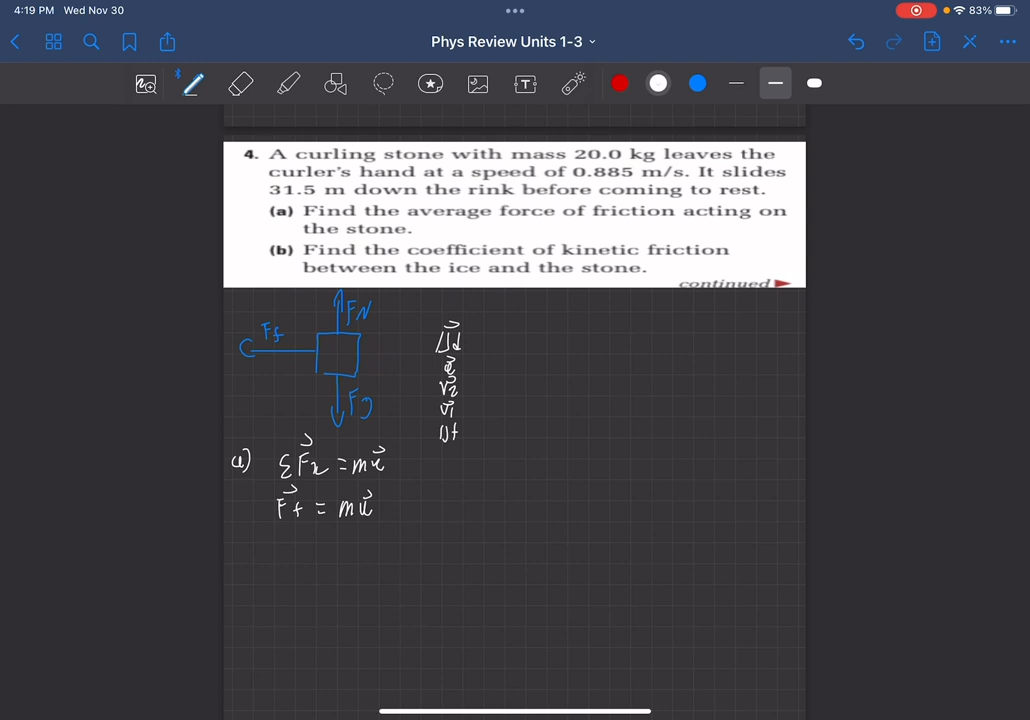 4:19 PM Wed Nov 30
83%
Phys Review Units 1-3
T
4. A curling stone with mass 20.0 kg leaves the
curler's hand at a speed of 0.885 m/s. It slides
31.5 m down the rink before coming to rest.
(a) Find the average force of friction acting on
the stone.
(b) Find the coefficient of kinetic friction
between the ice and the stone.
continued
FN
Ff
Fg
Δd
a
v2
v1
Δt
a) ΣFx = ma
Ff = ma